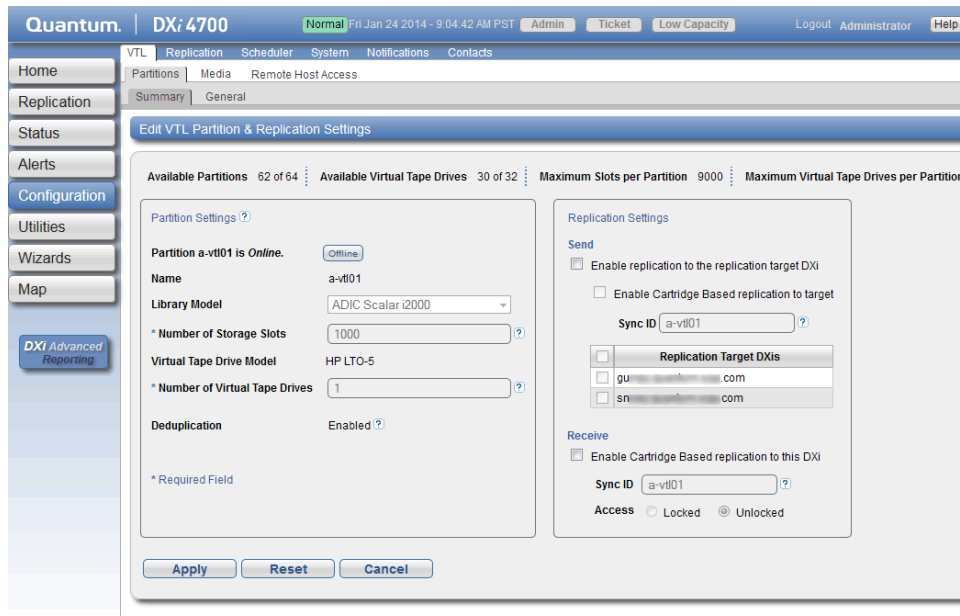 Quantum. | DXi 4700 Normal Fri Jan 24 2014 - 9:04:42 AM PST Admin Ticket Low Capacity Logout Administrator Help
VTL Replication Scheduler System Notifications Contacts
Partitions Media Remote Host Access
Summary General
Home
Replication
Status
Alerts
Configuration
Utilities
Wizards
Map
DXi Advanced
Reporting
Edit VTL Partition & Replication Settings
Available Partitions 62 of 64 Available Virtual Tape Drives 30 of 32 Maximum Slots per Partition 9000 Maximum Virtual Tape Drives per Partition
Partition Settings ?
Partition a-vtl01 is Online. Offline
Name a-vtl01
Library Model ADIC Scalar i2000
* Number of Storage Slots 1000 ?
Virtual Tape Drive Model HP LTO-5
* Number of Virtual Tape Drives 1 ?
Deduplication Enabled ?
* Required Field
Replication Settings
Send
Enable replication to the replication target DXi
Enable Cartridge Based replication to target
Sync ID a-vtl01 ?
Replication Target DXis
gu .com
sn com
Receive
Enable Cartridge Based replication to this DXi
Sync ID a-vtl01 ?
Access Locked Unlocked
Apply Reset Cancel